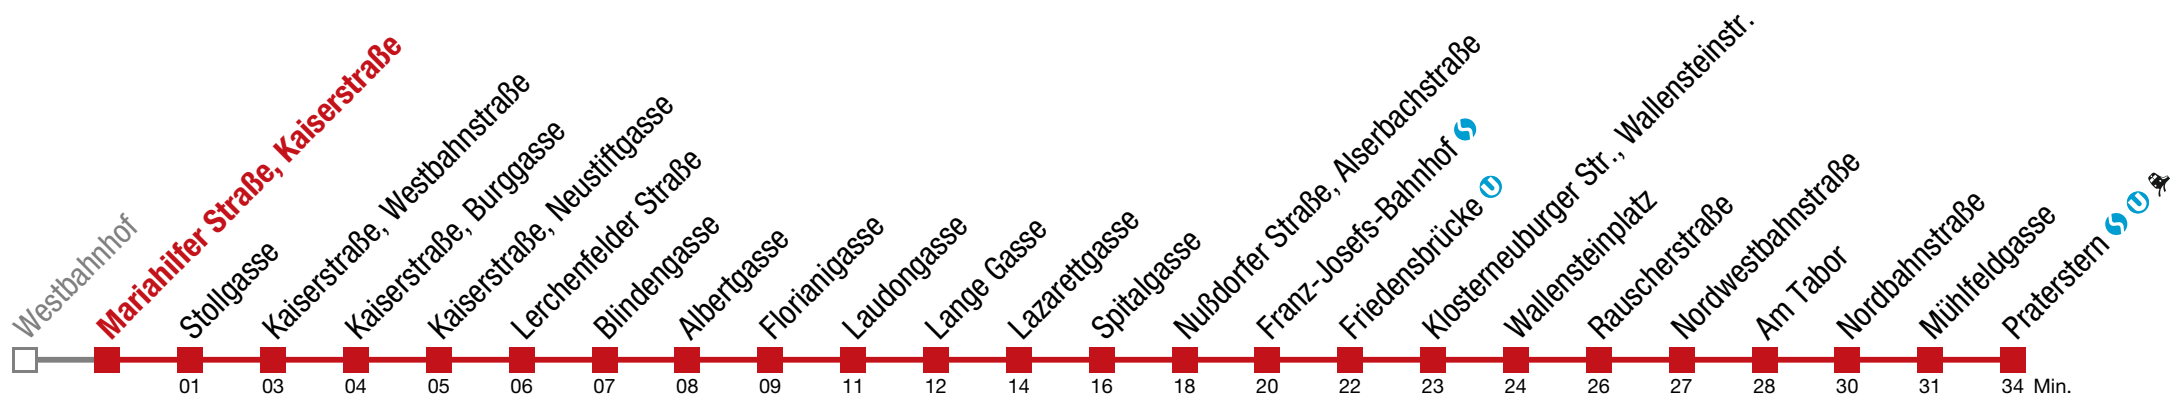 Westbahnhof
Mariahilfer Straße, Kaiserstraße
Stollgasse
Kaiserstraße, Westbahnstraße
Kaiserstraße, Burggasse
Kaiserstraße, Neustiftgasse
Lerchenfelder Straße
Blindengasse
Albertgasse
Florianigasse
Laudongasse
Lange Gasse
Lazarettgasse
Spitalgasse
Nußdorfer Straße, Alserbachstraße
Franz-Josefs-Bahnhof S
Friedensbrücke U
Klosterneuburger Str., Wallensteinstr.
Wallensteinplatz
Rauscherstraße
Nordwestbahnstraße
Am Tabor
Nordbahnstraße
Mühlfeldgasse
Praterstern S U
01 03 04 05 06 07 08 09 11 12 14 16 18 20 22 23 24 26 27 28 30 31 34 Min.